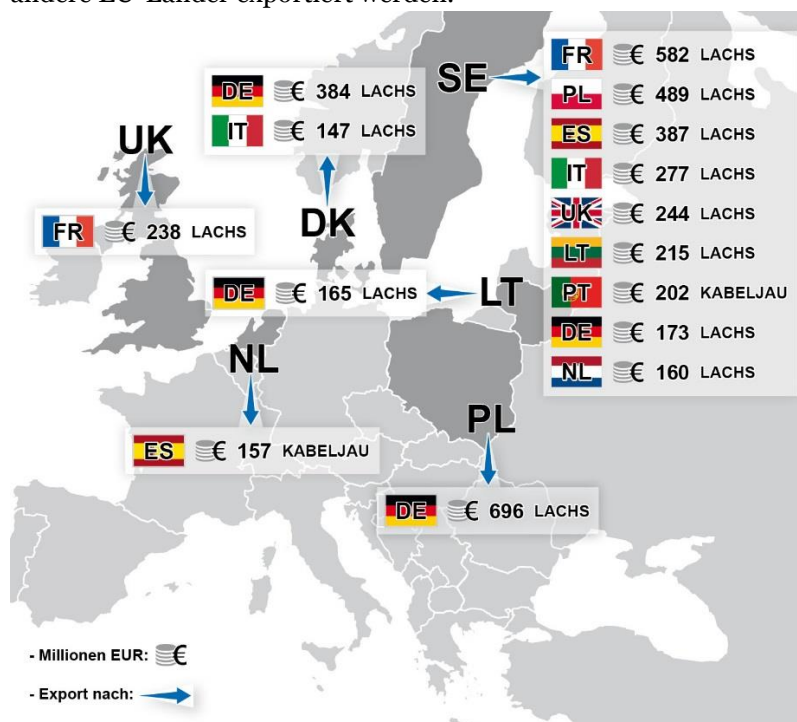 andere EU-Länder exportiert werden.
SE
FR € 582 LACHS
PL € 489 LACHS
ES € 387 LACHS
IT € 277 LACHS
UK € 244 LACHS
LT € 215 LACHS
PT € 202 KABELJAU
DE € 173 LACHS
NL € 160 LACHS
DE € 384 LACHS
IT € 147 LACHS
DK
UK
FR € 238 LACHS
LT
DE € 165 LACHS
NL
ES € 157 KABELJAU
PL
DE € 696 LACHS
- Millionen EUR: €
- Export nach: